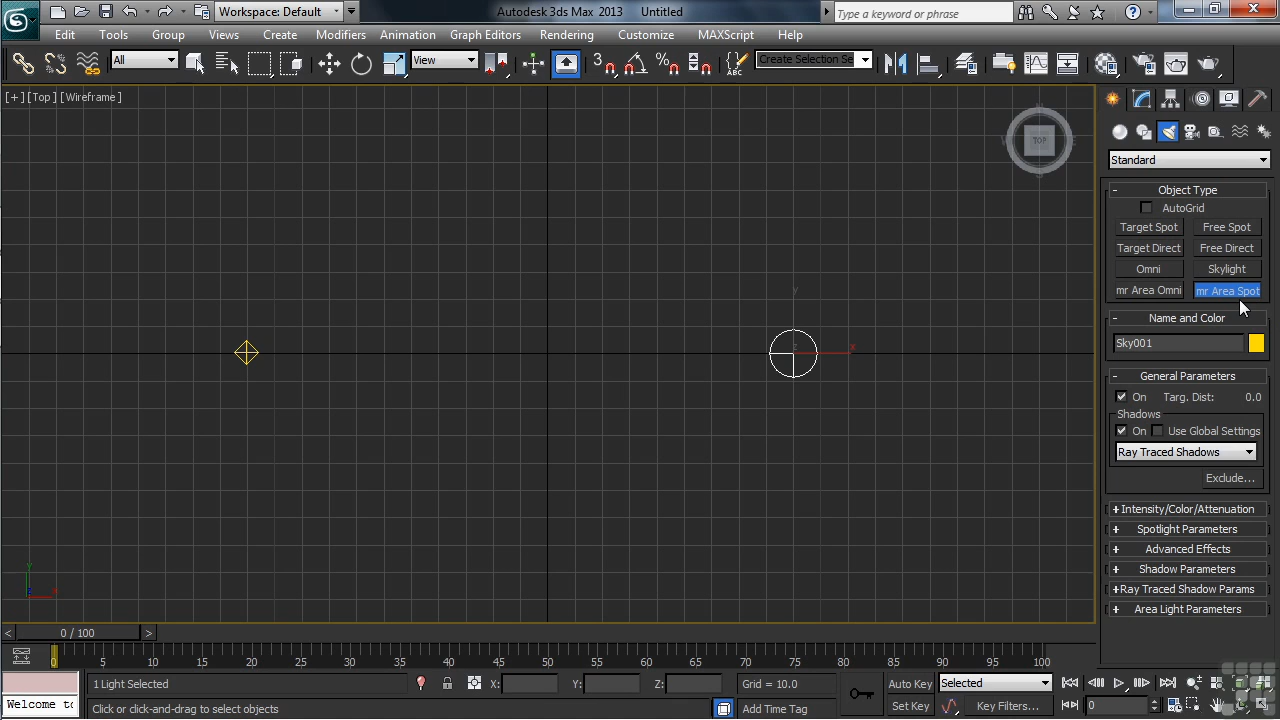 Workspace: Default
Autodesk 3ds Max 2013 Untitled
Type a keyword or phrase
Edit Tools Group Views Create Modifiers Animation Graph Editors Rendering Customize MAXScript Help
All
View
3
Create Selection Se
ABC
[+] [Top] [Wireframe]
TOP
Standard
- Object Type
AutoGrid
Target Spot Free Spot
Target Direct Free Direct
Omni Skylight
mr Area Omni mr Area Spot
- Name and Color
Sky001
- General Parameters
On Targ. Dist: 0.0
Shadows
On Use Global Settings
Ray Traced Shadows
Exclude...
+ Intensity/Color/Attenuation
+ Spotlight Parameters
+ Advanced Effects
+ Shadow Parameters
+ Ray Traced Shadow Params
+ Area Light Parameters
y
z
x
y
z
x
< 0 / 100 >
0 5 10 15 20 25 30 35 40 45 50 55 60 65 70 75 80 85 90 95 100
1 Light Selected
X: Y: Z:
Grid = 10.0
Auto Key
Selected
Welcome to
Click or click-and-drag to select objects
Add Time Tag
Set Key
Key Filters...
0